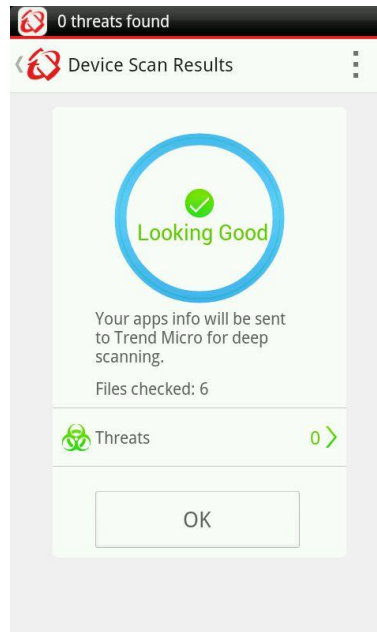 0 threats found
Device Scan Results
Looking Good
Your apps info will be sent
to Trend Micro for deep
scanning.
Files checked: 6
Threats 0
OK